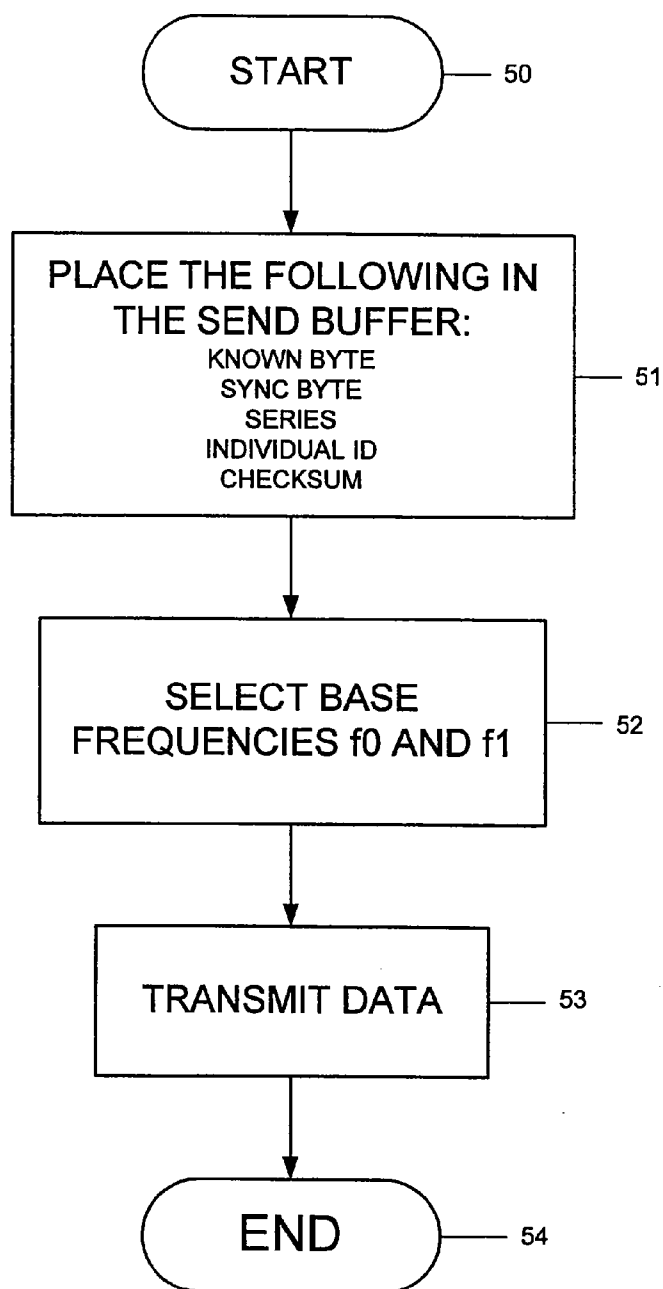 START
50
PLACE THE FOLLOWING IN
THE SEND BUFFER:
KNOWN BYTE
SYNC BYTE
SERIES
INDIVIDUAL ID
CHECKSUM
51
SELECT BASE
FREQUENCIES f0 AND f1
52
TRANSMIT DATA
53
END
54